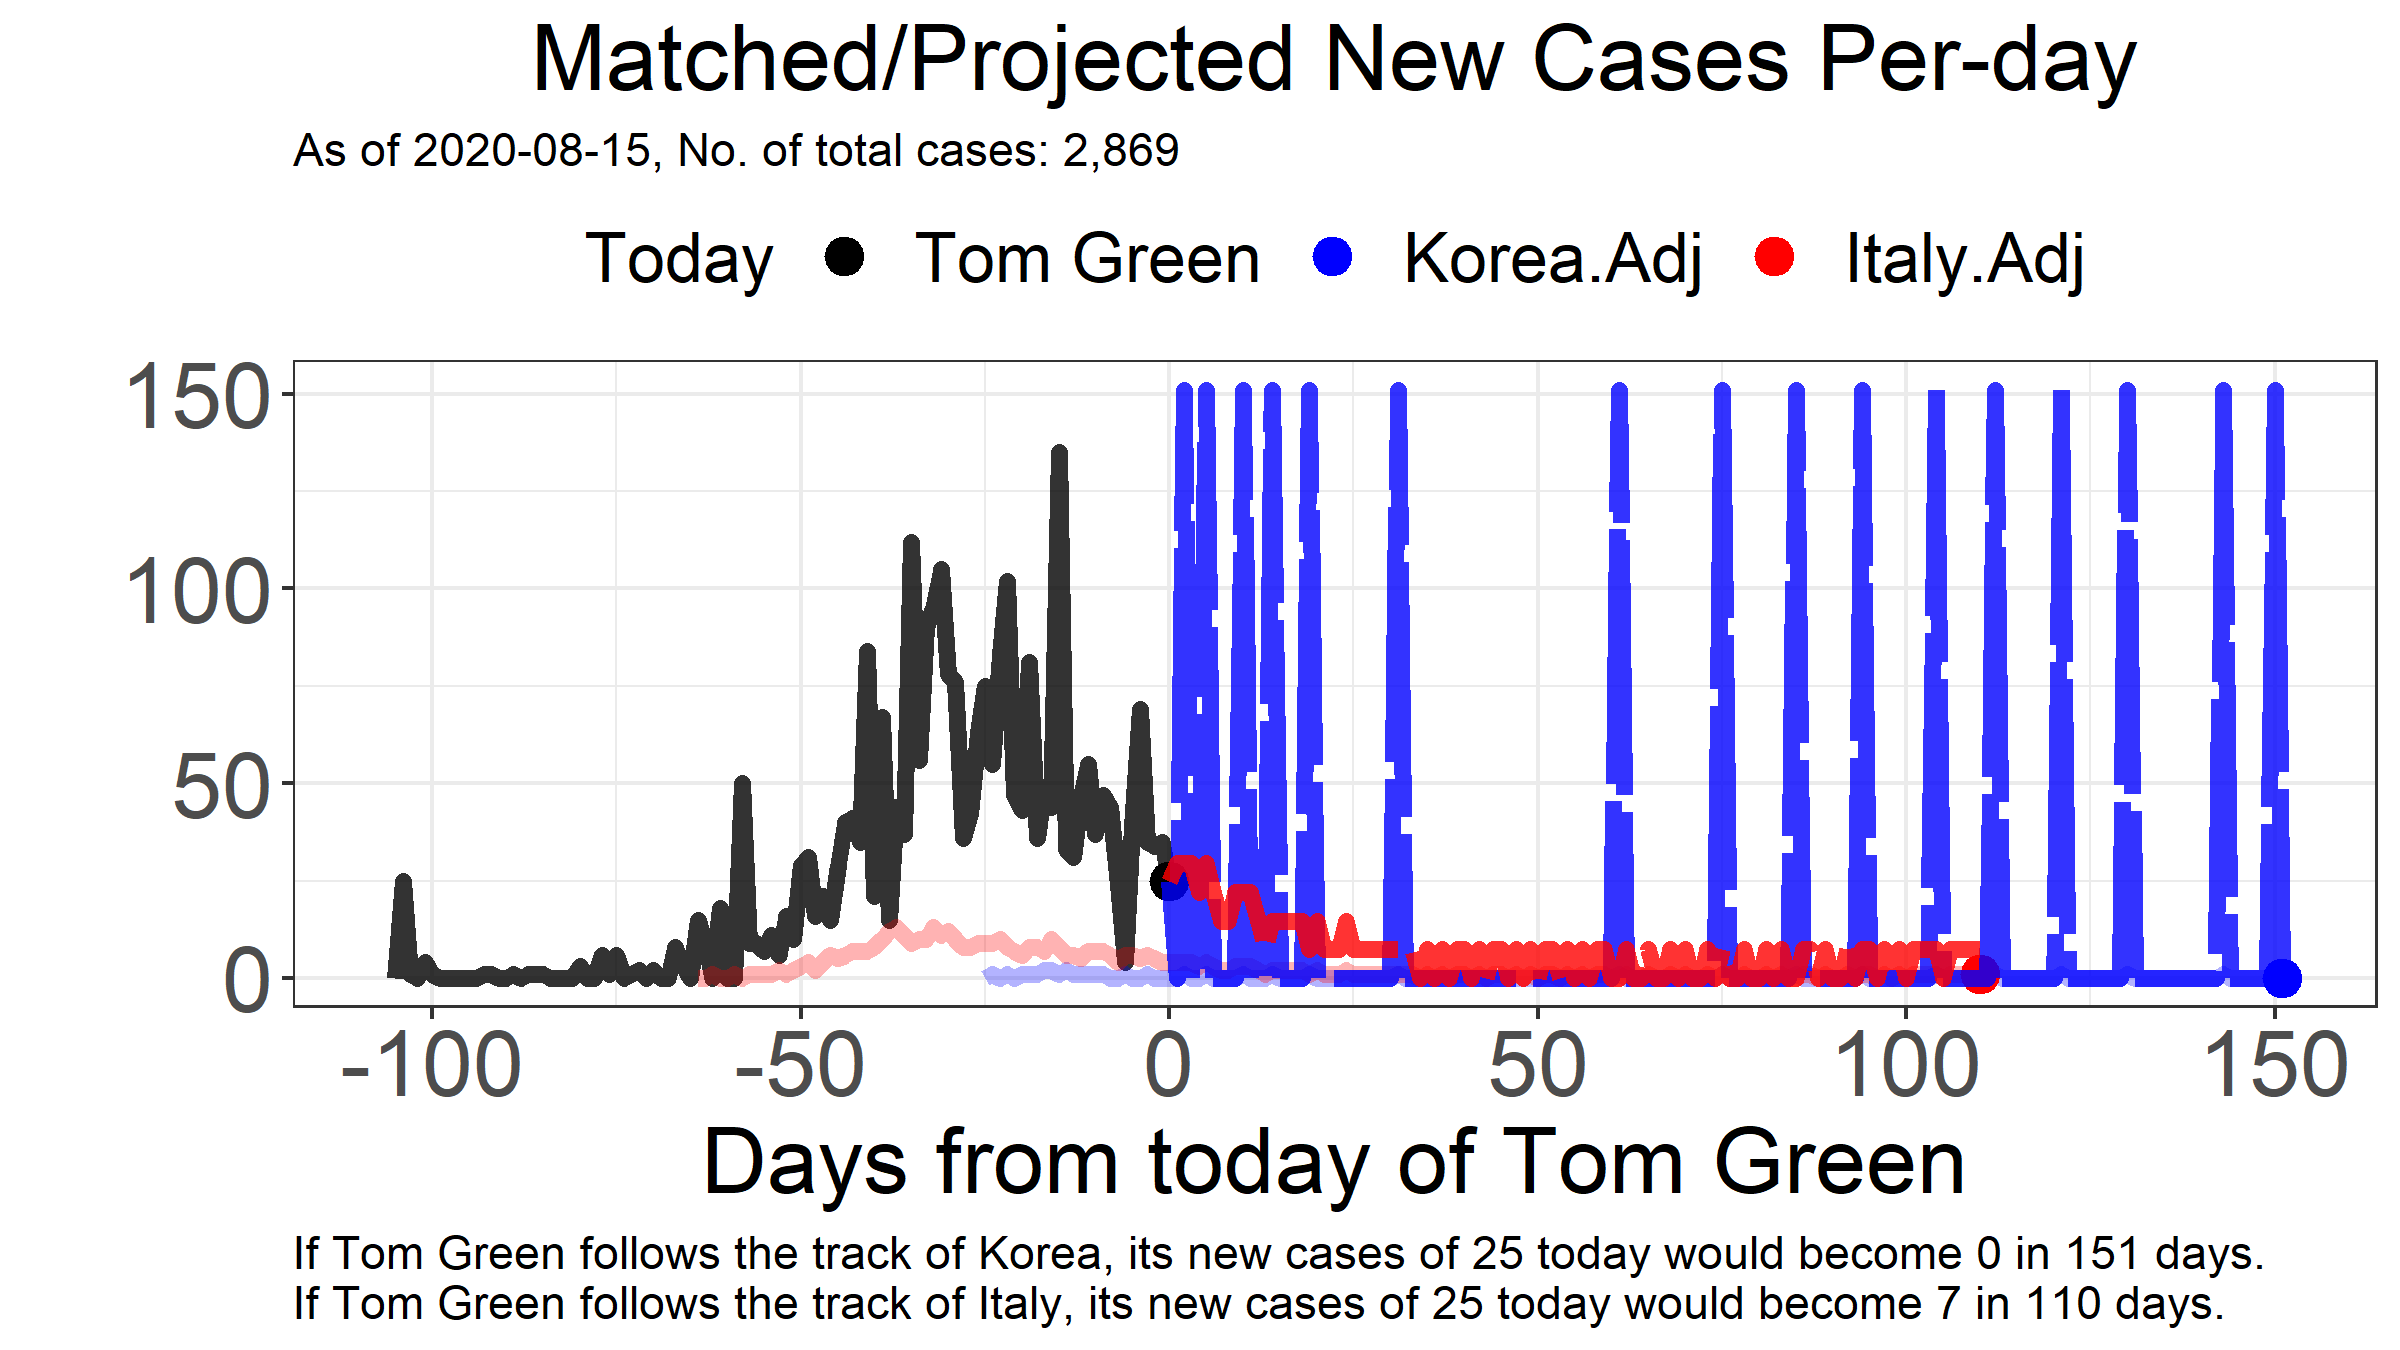 Matched/Projected New Cases Per-day
As of 2020-08-15, No. of total cases: 2,869
Today Tom Green Korea.Adj Italy.Adj
150
100
50
0
-100 -50 0 50 100 150
Days from today of Tom Green
If Tom Green follows the track of Korea, its new cases of 25 today would become 0 in 151 days.
If Tom Green follows the track of Italy, its new cases of 25 today would become 7 in 110 days.